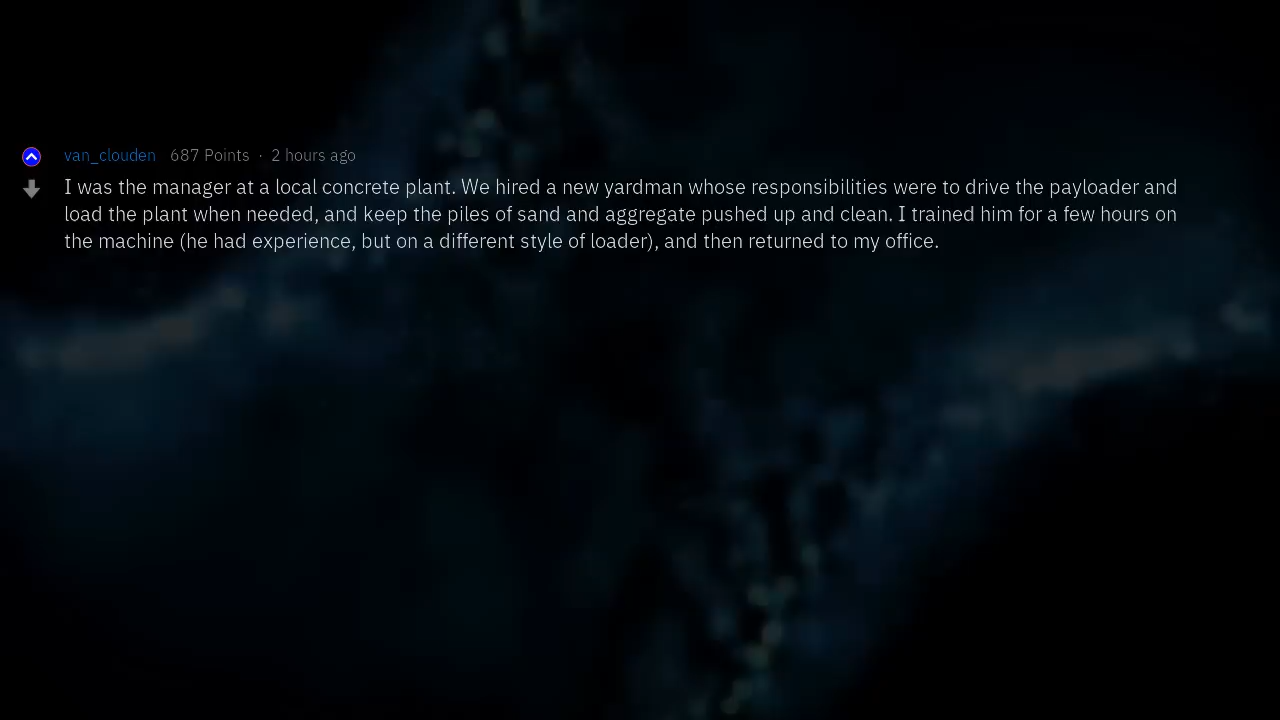 van_clouden 687 Points · 2 hours ago
I was the manager at a local concrete plant. We hired a new yardman whose responsibilities were to drive the payloader and
load the plant when needed, and keep the piles of sand and aggregate pushed up and clean. I trained him for a few hours on
the machine (he had experience, but on a different style of loader), and then returned to my office.